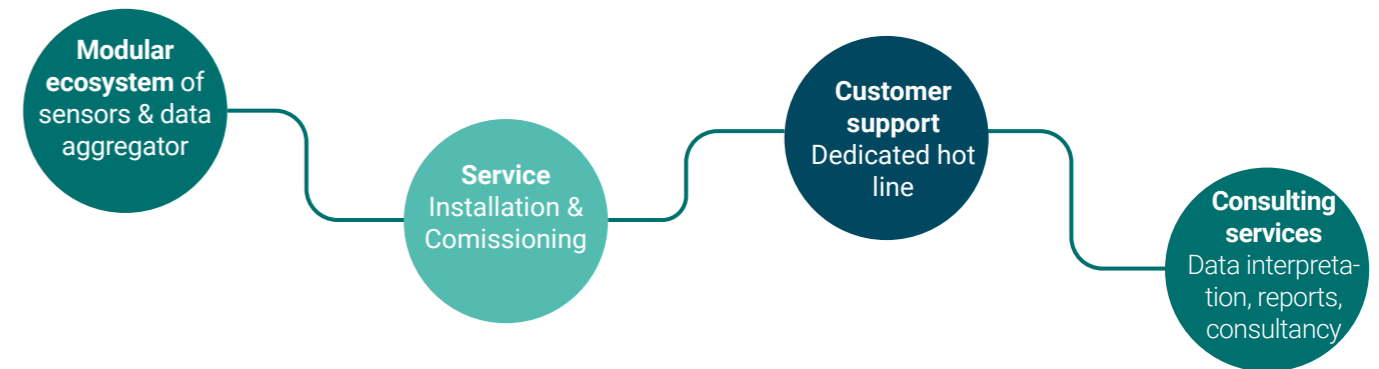 Modular
ecosystem of
sensors & data
aggregator
Service
Installation &
Comissioning
Customer
support
Dedicated hot
line
Consulting
services
Data interpreta-
tion, reports,
consultancy